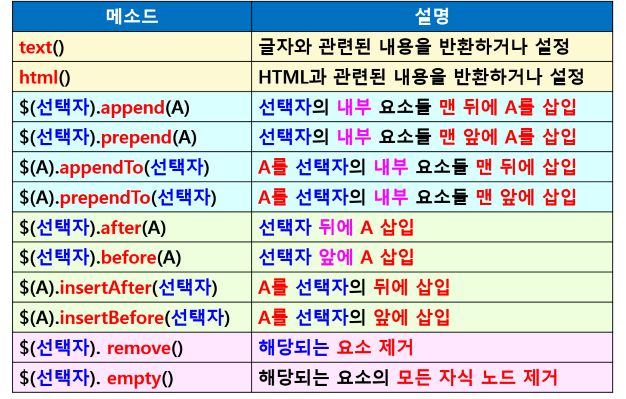 메소드 설명
text() 글자와 관련된 내용을 반환하거나 설정
html() HTML과 관련된 내용을 반환하거나 설정
$(선택자).append(A) 선택자의 내부 요소들 맨 뒤에 A를 삽입
$(선택자).prepend(A) 선택자의 내부 요소들 맨 앞에 A를 삽입
$(A).appendTo(선택자) A를 선택자의 내부 요소들 맨 뒤에 삽입
$(A).prependTo(선택자) A를 선택자의 내부 요소들 맨 앞에 삽입
$(선택자).after(A) 선택자 뒤에 A 삽입
$(선택자).before(A) 선택자 앞에 A 삽입
$(A).insertAfter(선택자) A를 선택자의 뒤에 삽입
$(A).insertBefore(선택자) A를 선택자의 앞에 삽입
$(선택자). remove() 해당되는 요소 제거
$(선택자). empty() 해당되는 요소의 모든 자식 노드 제거